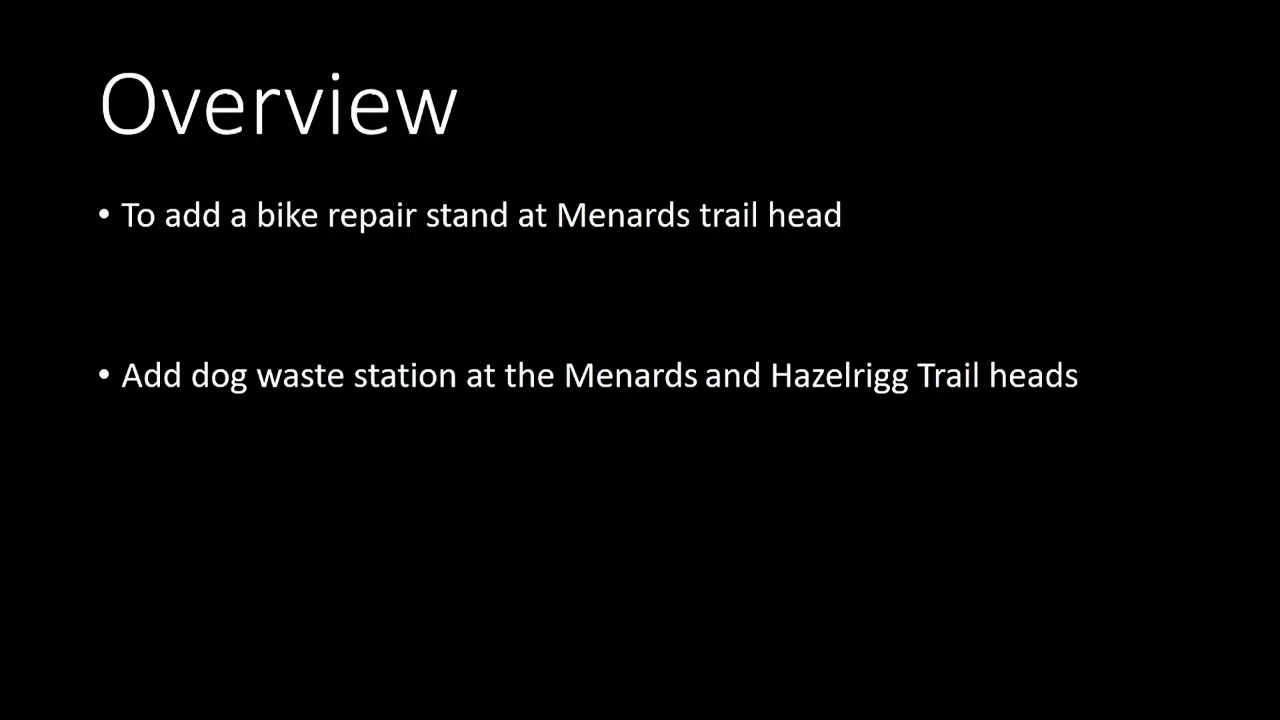 Overview
• To add a bike repair stand at Menards trail head
• Add dog waste station at the Menards and Hazelrigg Trail heads